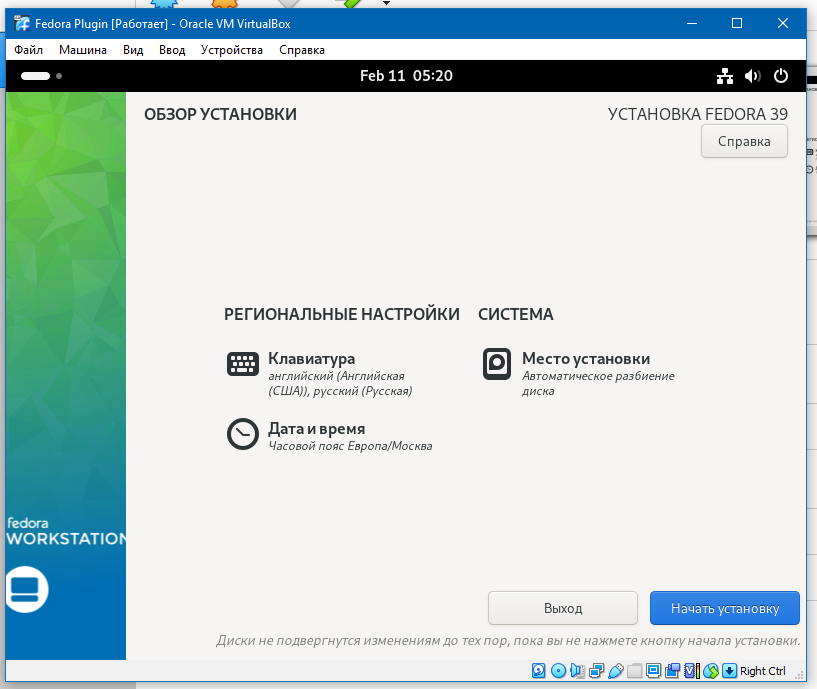 Fedora Plugin [Работает] - Oracle VM VirtualBox
Файл Машина Вид Ввод Устройства Справка
Feb 11 05:20
ОБЗОР УСТАНОВКИ
УСТАНОВКА FEDORA 39
Справка
РЕГИОНАЛЬНЫЕ НАСТРОЙКИ
Клавиатура
английский (Английская
(США)), русский (Русская)
Дата и время
Часовой пояс Европа/Москва
СИСТЕМА
Место установки
Автоматическое разбиение
диска
fedora
WORKSTATION
Выход
Начать установку
Диски не подвергнутся изменениям до тех пор, пока вы не нажмете кнопку начала установки.
Right Ctrl